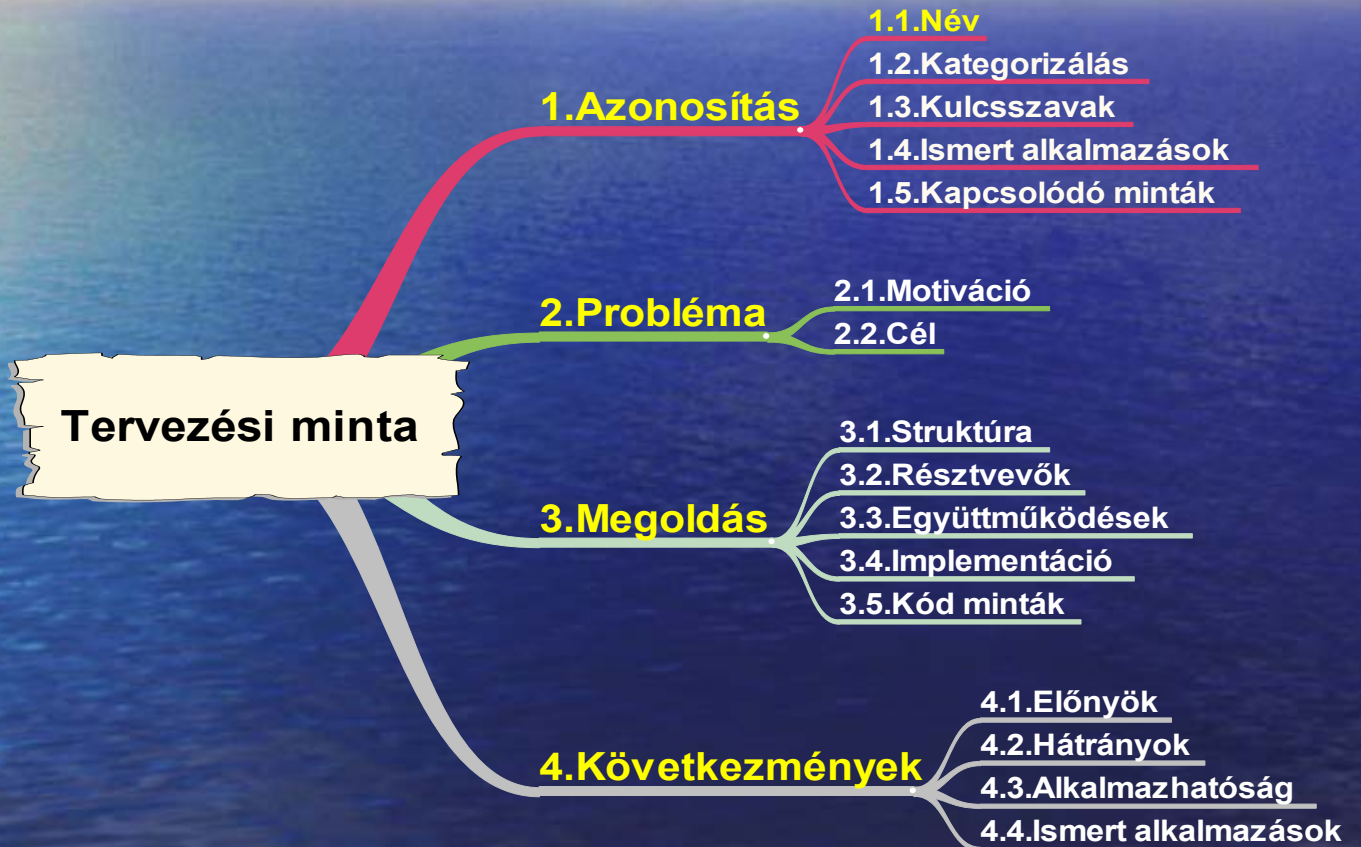 Tervezési minta
1.Azonosítás
1.1.Név
1.2.Kategorizálás
1.3.Kulcsszavak
1.4.Ismert alkalmazások
1.5.Kapcsolódó minták
2.Probléma
2.1.Motiváció
2.2.Cél
3.Megoldás
3.1.Struktúra
3.2.Résztvevők
3.3.Együttműködések
3.4.Implementáció
3.5.Kód minták
4.Következmények
4.1.Előnyök
4.2.Hátrányok
4.3.Alkalmazhatóság
4.4.Ismert alkalmazások